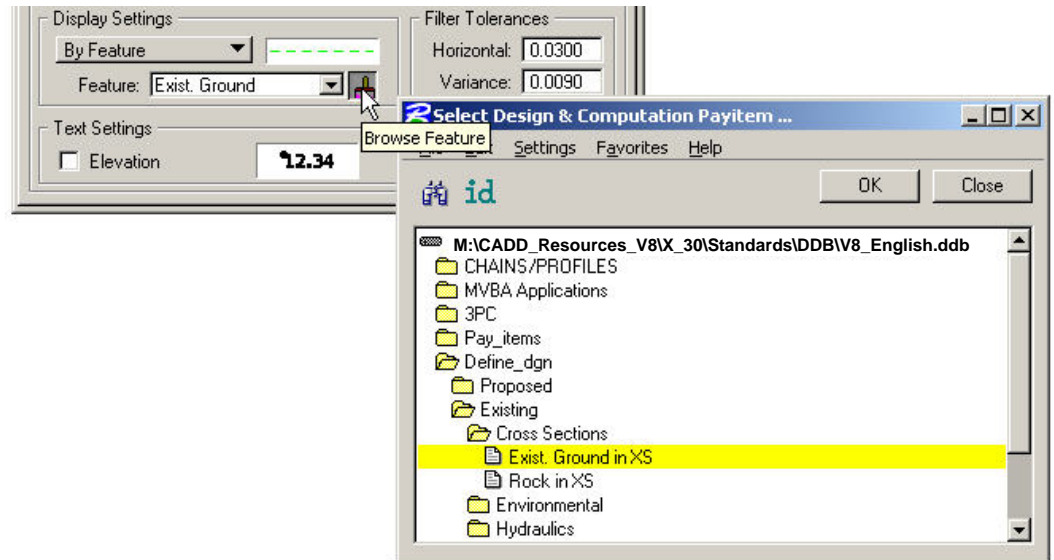 Display Settings
By Feature
Feature: Exist. Ground
Filter Tolerances
Horizontal: 0.0300
Variance: 0.0090
Text Settings
Elevation
12.34
Browse Feature
Select Design & Computation Payitem ...
Settings Favorites Help
id
OK
Close
M:\CADD_Resources_V8\X_30\Standards\DDB\V8_English.ddb
CHAINS/PROFILES
MVBA Applications
3PC
Pay_items
Define_dgn
Proposed
Existing
Cross Sections
Exist. Ground in XS
Rock in XS
Environmental
Hydraulics